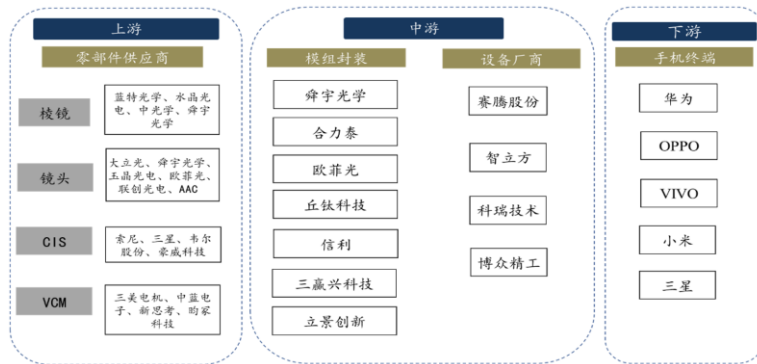 上游
零部件供应商
棱镜
蓝特光学、水晶光
电、中光学、舜宇
光学
镜头
大立光、舜宇光学、
玉晶光电、欧菲光、
联创光电、AAC
CIS
索尼、三星、韦尔
股份、豪威科技
VCM
三美电机、中蓝电
子、新思考、昀冢
科技
中游
模组封装
舜宇光学
合力泰
欧菲光
丘钛科技
信利
三赢兴科技
立景创新
设备厂商
赛腾股份
智立方
科瑞技术
博众精工
下游
手机终端
华为
OPPO
VIVO
小米
三星